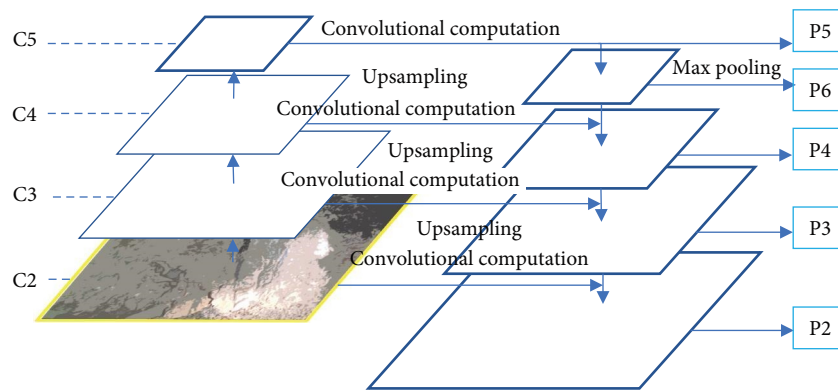 C5
Convolutional computation
P5
Upsampling
Max pooling
P6
C4
Convolutional computation
Upsampling
P4
C3
Convolutional computation
Upsampling
P3
C2
Convolutional computation
P2